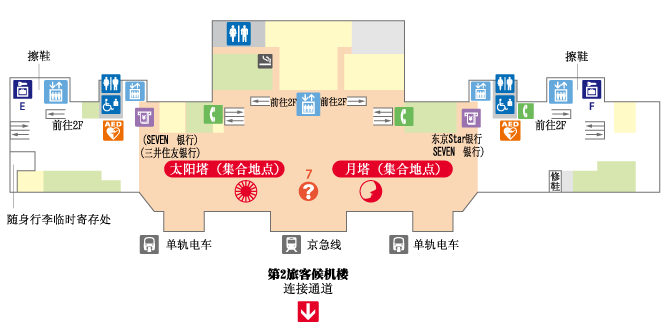 擦鞋
擦鞋
E
前往2F
AED
前往2F
前往2F
前往2F
F
AED
(SEVEN 银行)
(三井住友银行)
东京Star银行
SEVEN 银行)
太阳塔（集合地点）
7
?
月塔（集合地点）
修鞋
随身行李临时寄存处
单轨电车
京急线
单轨电车
第2旅客候机楼
连接通道